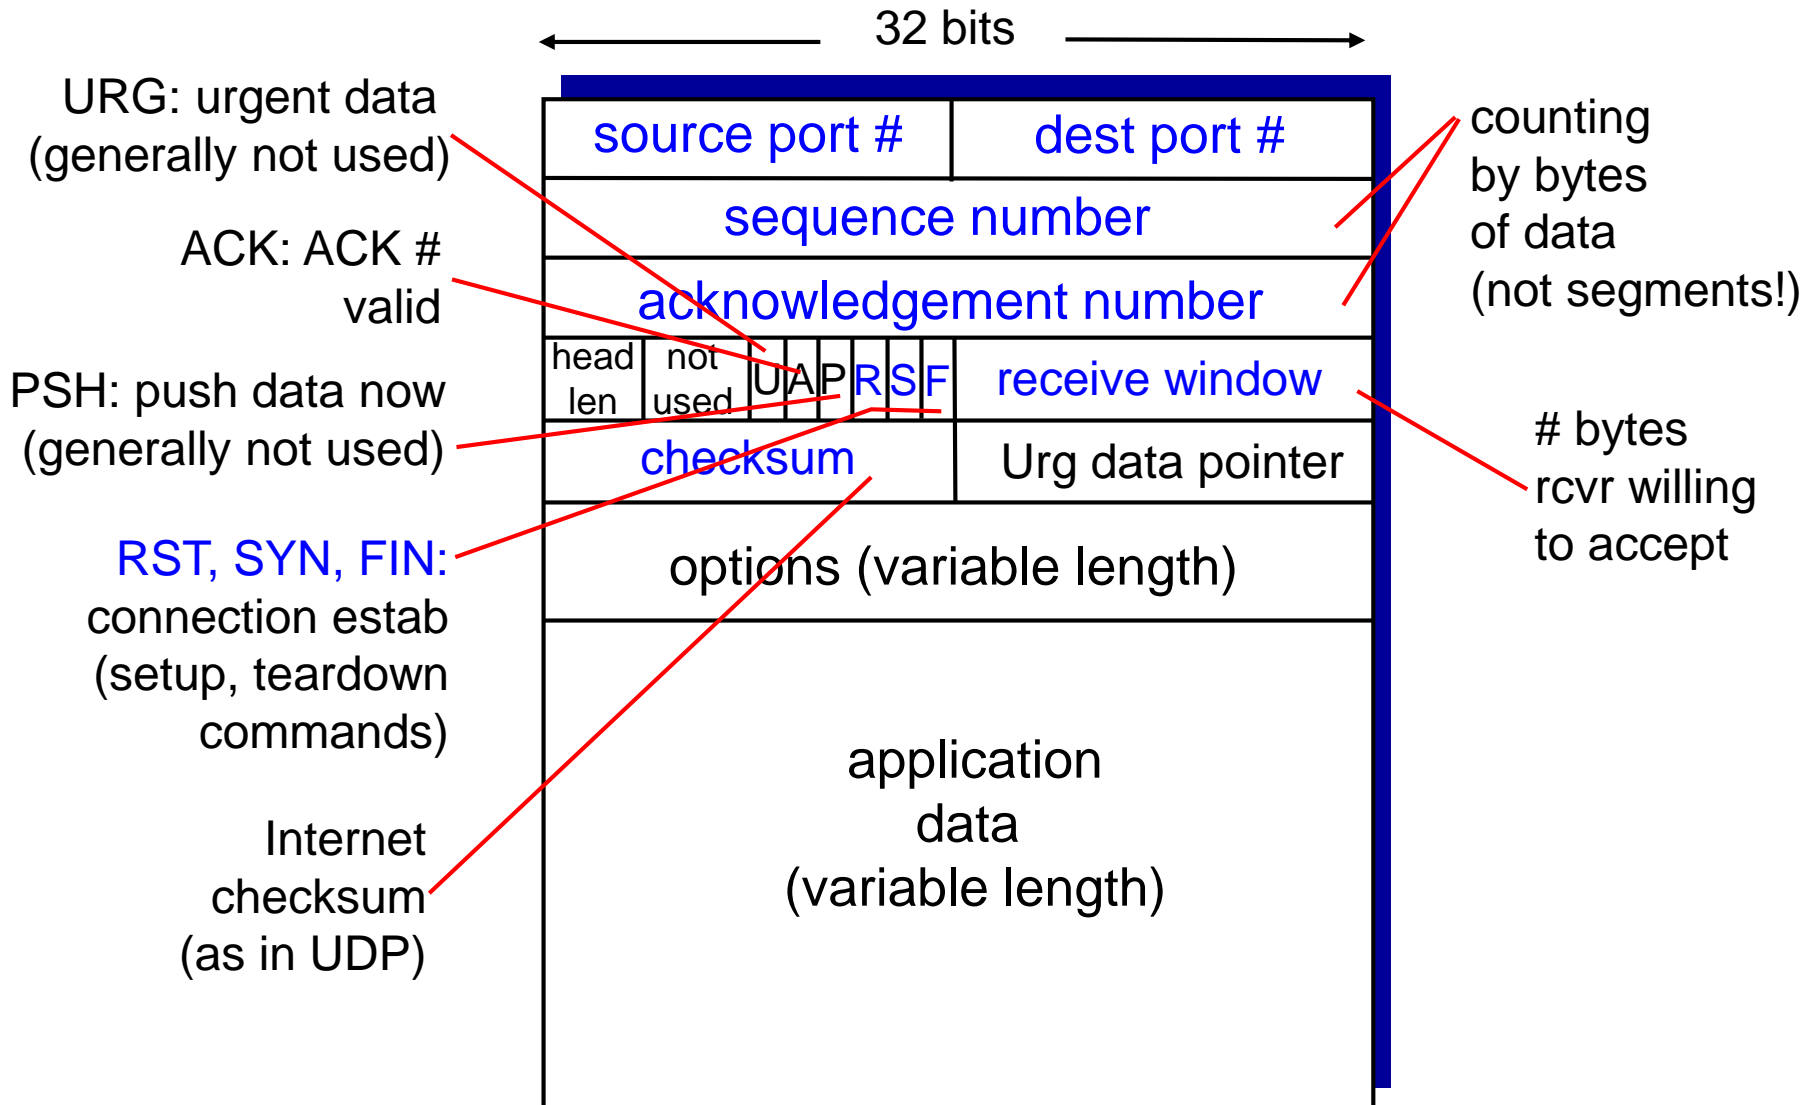 32 bits
URG: urgent data
(generally not used)
ACK: ACK #
valid
PSH: push data now
(generally not used)
RST, SYN, FIN:
connection estab
(setup, teardown
commands)
Internet
checksum
(as in UDP)
source port #
dest port #
sequence number
acknowledgement number
head
len
not
used
U
A
P
R
S
F
receive window
checksum
Urg data pointer
options (variable length)
application
data
(variable length)
counting
by bytes
of data
(not segments!)
# bytes
rcvr willing
to accept